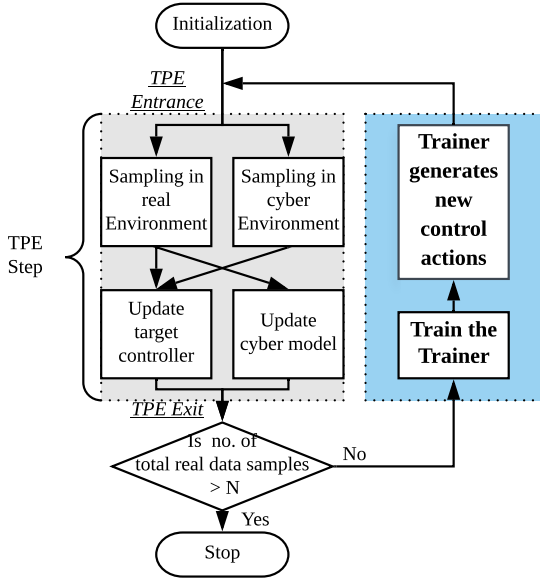 Initialization
TPE
Entrance
Sampling in
real
Environment
Sampling in
cyber
Environment
Trainer
generates
new
control
actions
TPE
Step
Update
target
controller
Update
cyber model
Train the
Trainer
TPE Exit
Is no. of
total real data samples
> N
No
Yes
Stop